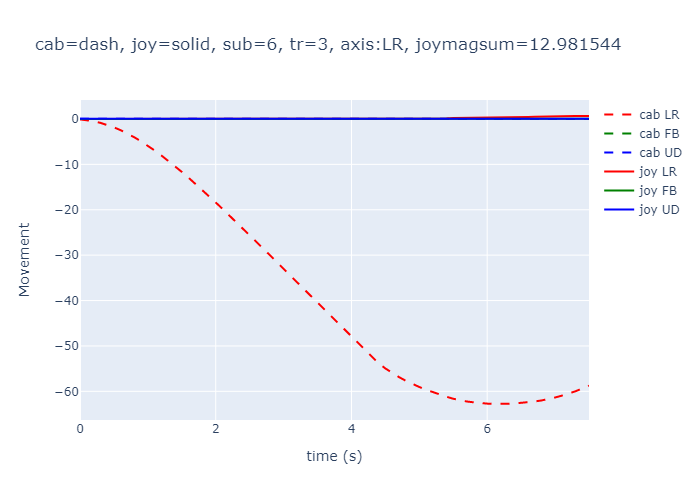 cab=dash, joy=solid, sub=6, tr=3, axis:LR, joymagsum=12.981544
0
−10
−20
−30
−40
−50
−60
Movement
0 2 4 6
time (s)
cab LR
cab FB
cab UD
joy LR
joy FB
joy UD